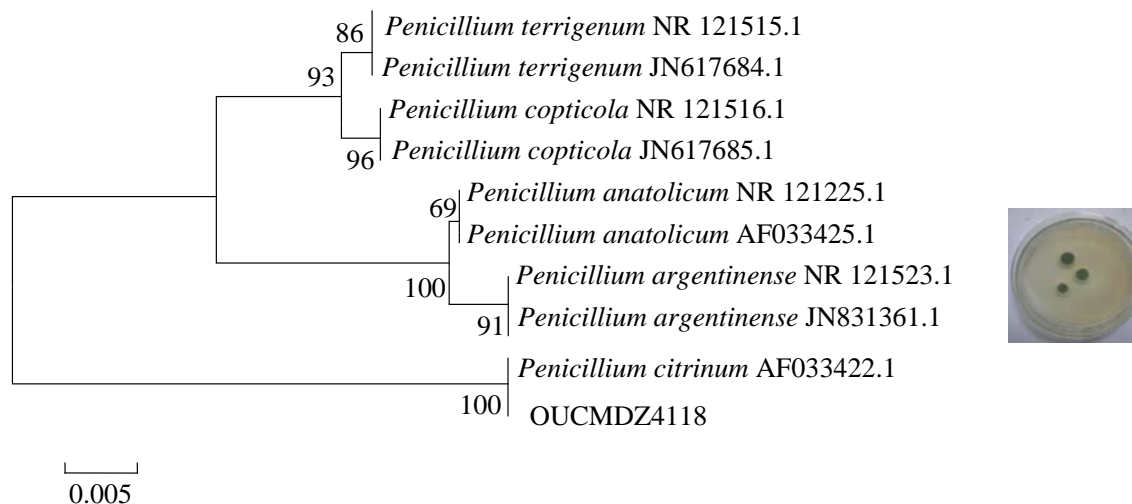 Penicillium terrigenum NR 121515.1
86
Penicillium terrigenum JN617684.1
93
Penicillium copticola NR 121516.1
96
Penicillium copticola JN617685.1
Penicillium anatolicum NR 121225.1
69
Penicillium anatolicum AF033425.1
100
Penicillium argentinense NR 121523.1
91
Penicillium argentinense JN831361.1
Penicillium citrinum AF033422.1
100
OUCMDZ4118
0.005